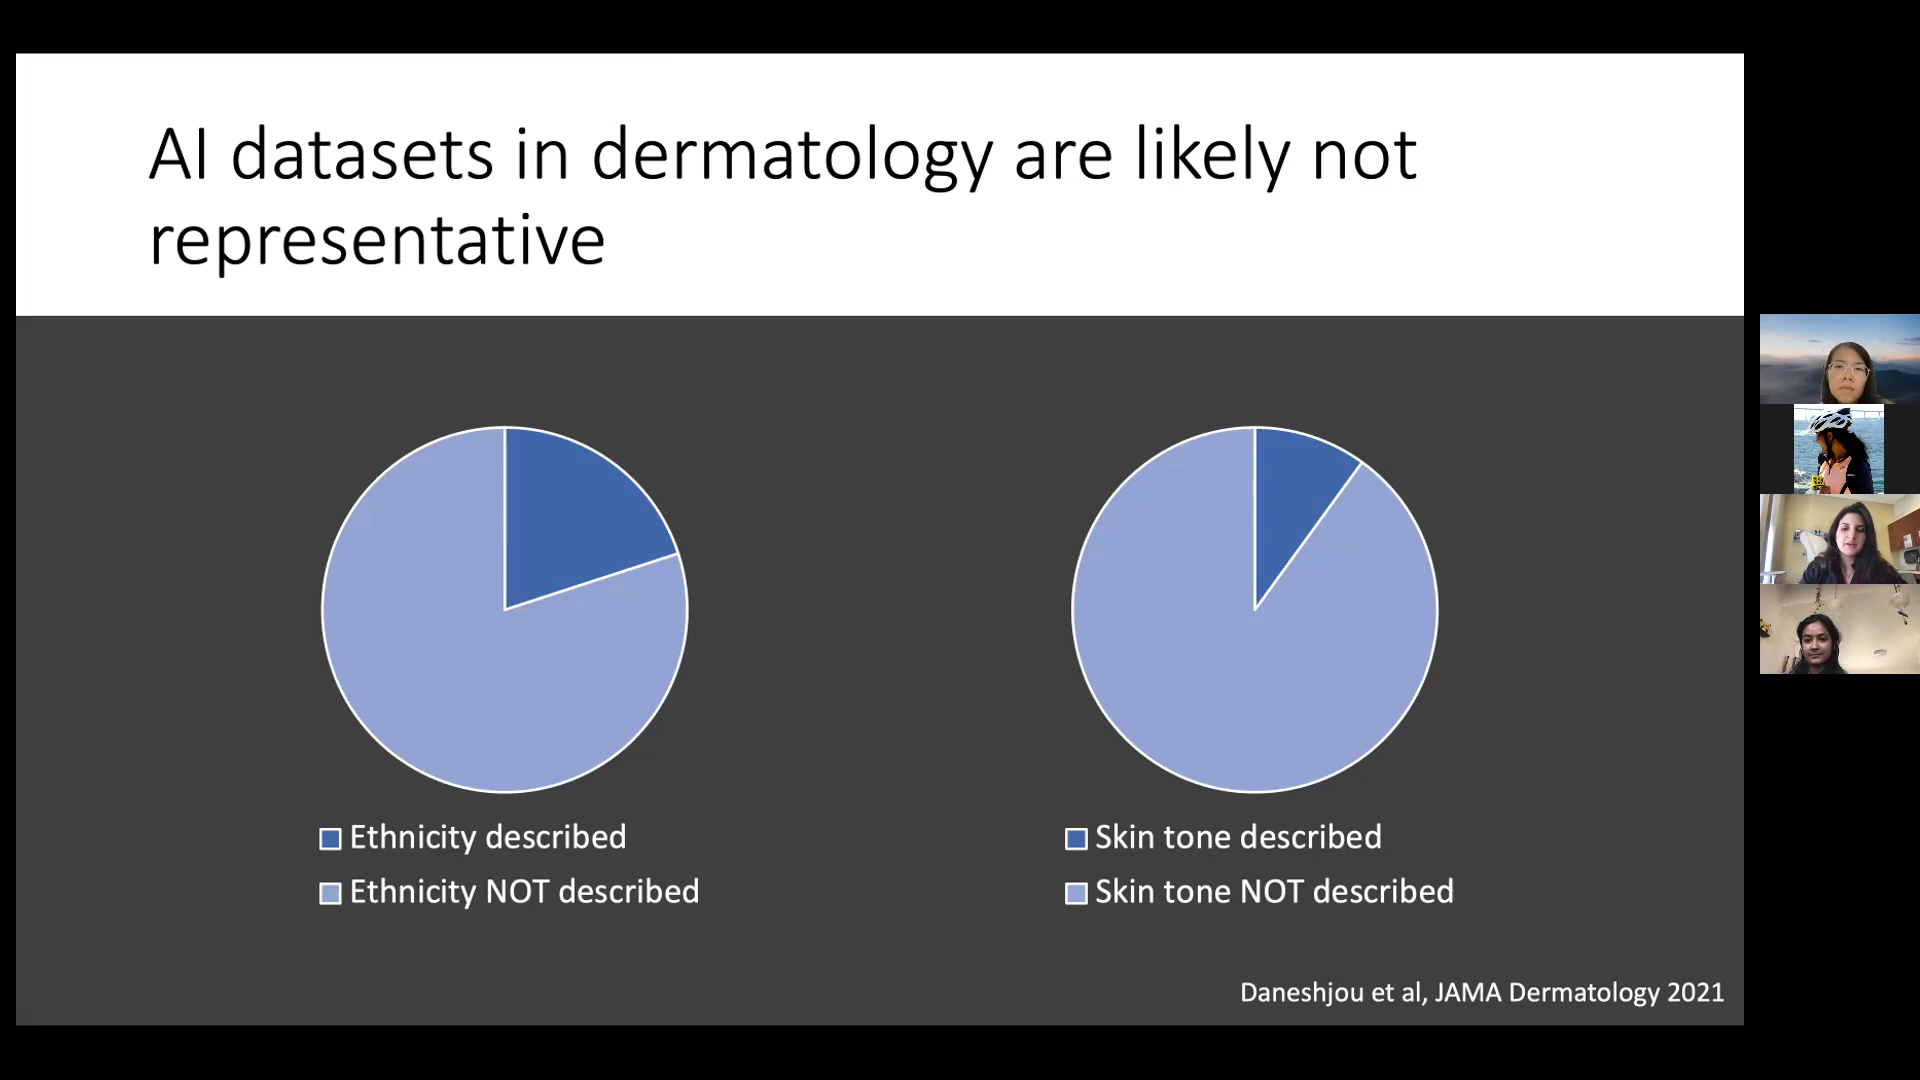 AI datasets in dermatology are likely not
representative
Ethnicity described
Ethnicity NOT described
Skin tone described
Skin tone NOT described
Daneshjou et al, JAMA Dermatology 2021